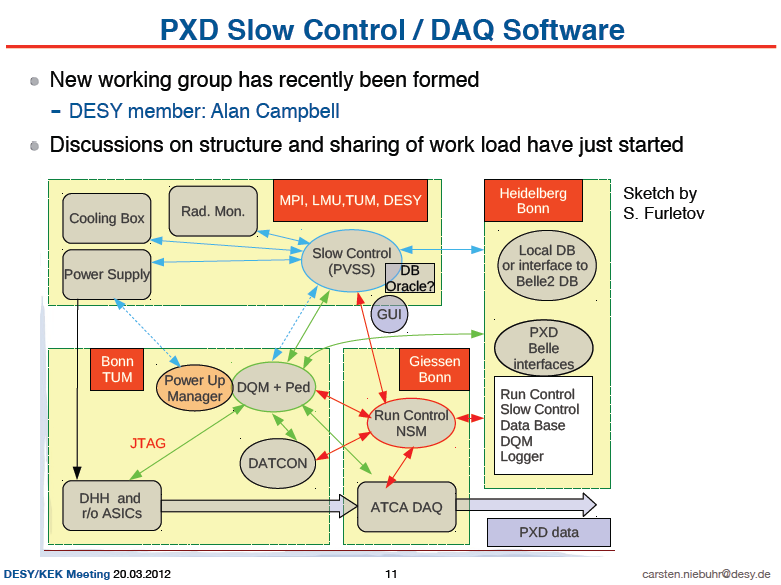 PXD Slow Control / DAQ Software
New working group has recently been formed
– DESY member: Alan Campbell
Discussions on structure and sharing of work load have just started
Cooling Box
Rad. Mon.
MPI, LMU,TUM, DESY
Heidelberg
Bonn
Sketch by
S. Furletov
Power Supply
Slow Control
(PVSS)
DB
Oracle?
GUI
Local DB
or interface to
Belle2 DB
PXD
Belle
interfaces
Bonn
TUM
Power Up
Manager
DQM + Ped
Giessen
Bonn
Run Control
NSM
Run Control
Slow Control
Data Base
DQM
Logger
JTAG
DATCON
DHH and
r/o ASICs
ATCA DAQ
PXD data
DESY/KEK Meeting 20.03.2012
11
carsten.niebuhr@desy.de